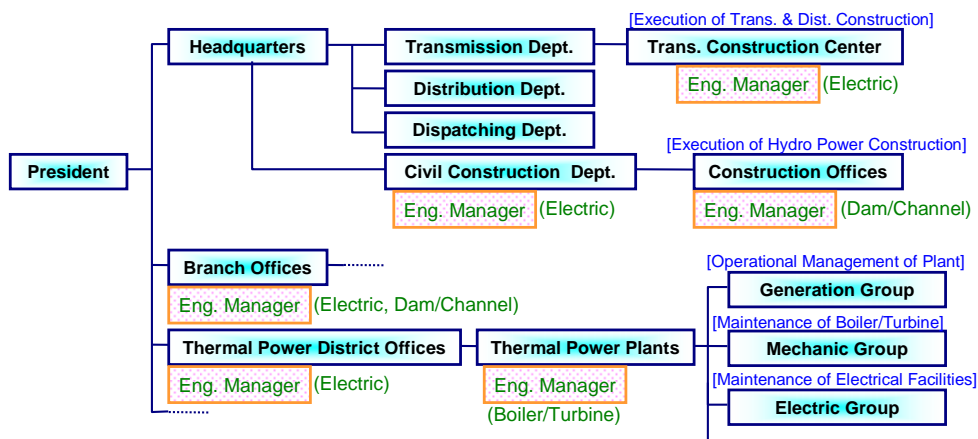 [Execution of Trans. & Dist. Construction]
Headquarters
Transmission Dept.
Trans. Construction Center
Eng. Manager (Electric)
Distribution Dept.
Dispatching Dept.
[Execution of Hydro Power Construction]
President
Civil Construction Dept.
Construction Offices
Eng. Manager (Electric)
Eng. Manager (Dam/Channel)
Branch Offices
Eng. Manager (Electric, Dam/Channel)
[Operational Management of Plant]
Generation Group
[Maintenance of Boiler/Turbine]
Thermal Power District Offices
Thermal Power Plants
Mechanic Group
Eng. Manager (Electric)
Eng. Manager
(Boiler/Turbine)
[Maintenance of Electrical Facilities]
Electric Group